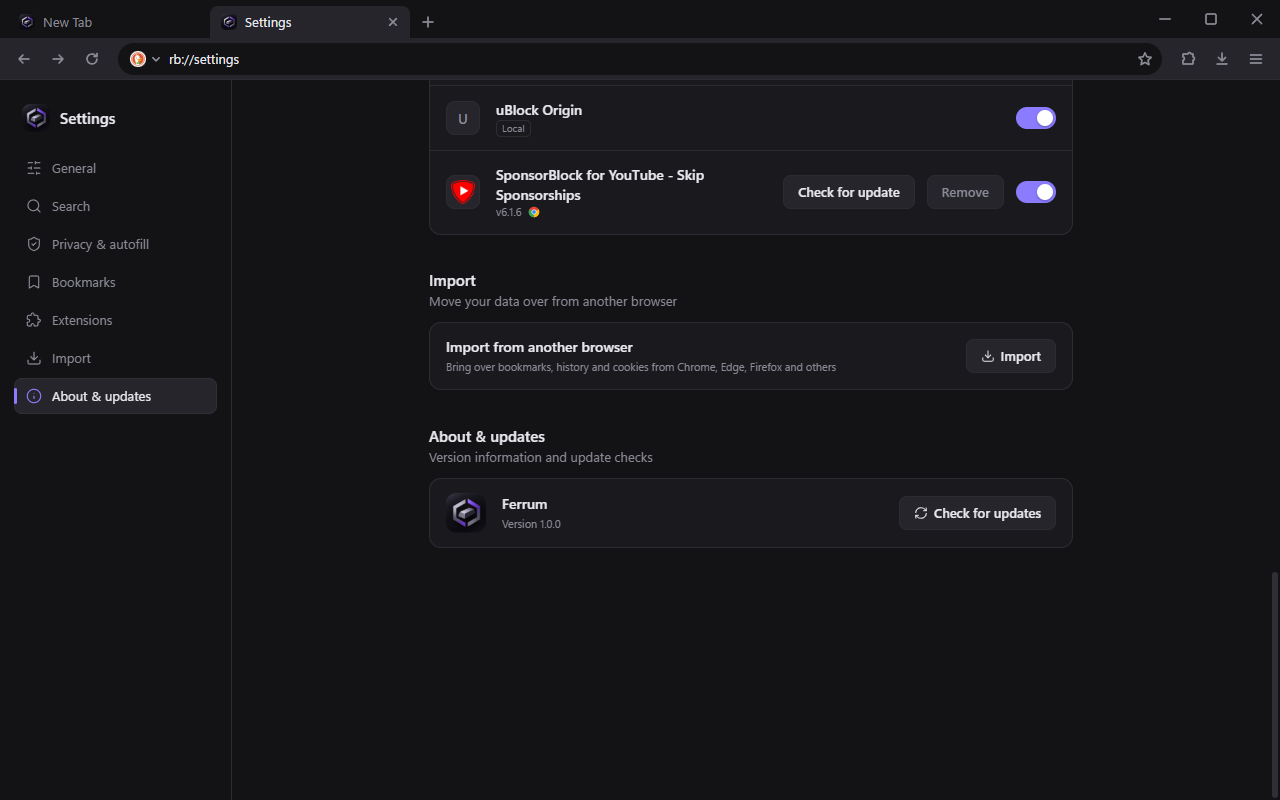 New Tab
Settings
rb://settings
Settings
General
Search
Privacy & autofill
Bookmarks
Extensions
Import
About & updates
U
uBlock Origin
Local
SponsorBlock for YouTube - Skip
Sponsorships
v6.1.6
Check for update
Remove
Import
Move your data over from another browser
Import from another browser
Bring over bookmarks, history and cookies from Chrome, Edge, Firefox and others
Import
About & updates
Version information and update checks
Ferrum
Version 1.0.0
Check for updates